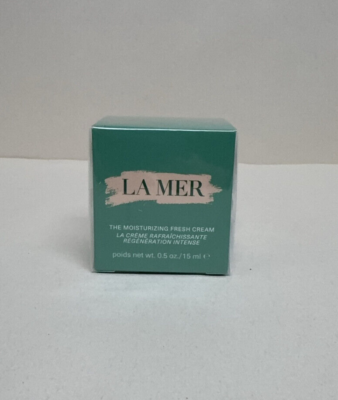 LA MER
THE MOISTURIZING FRESH CREAM
LA CRÈME RAFRAÎCHISSANTE
RÉGÉNÉRATION INTENSE
poids net wt. 0.5 oz./15 ml ℮